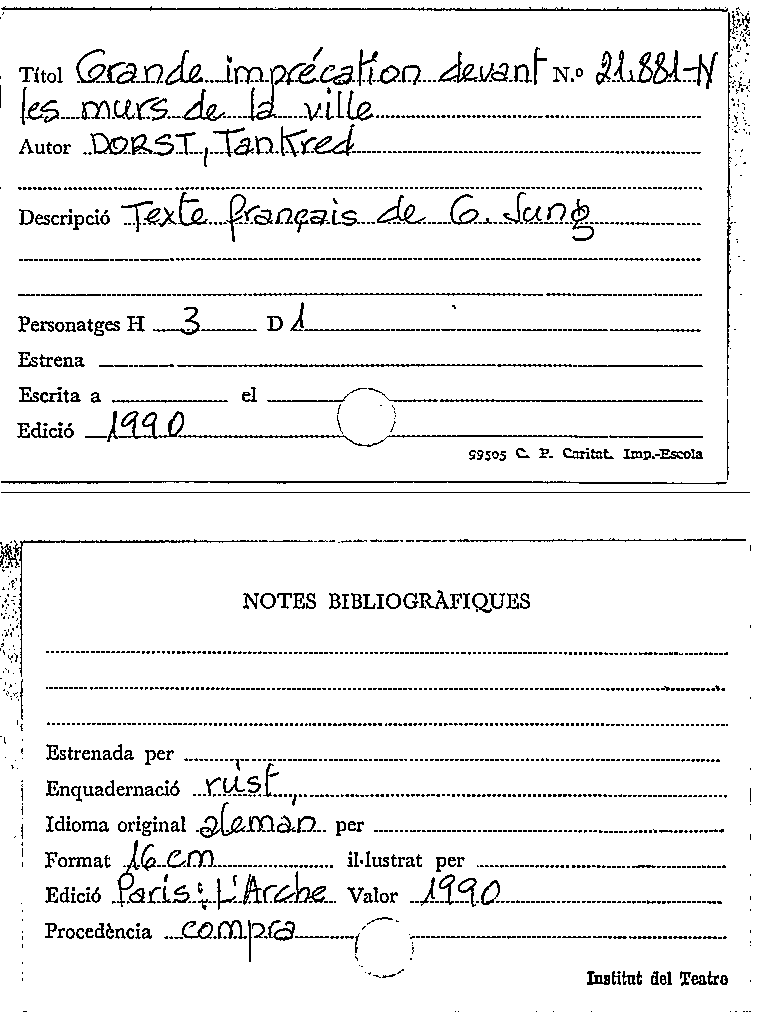 Títol Grande imprécation devant N.º 21.881-N
les murs de la ville
Autor DORST, Tankred
Descripció Texte français de G. Jung
Personatges H 3 D 1
Estrena
Escrita a el
Edició 1990
99505 C. P. Caritat. Imp.-Escola
NOTES BIBLIOGRÀFIQUES
Estrenada per
Enquadernació rúst,
Idioma original aleman per
Format 16 cm il·lustrat per
Edició Paris: L'Arche Valor 1990
Procedència compra
Institut del Teatro